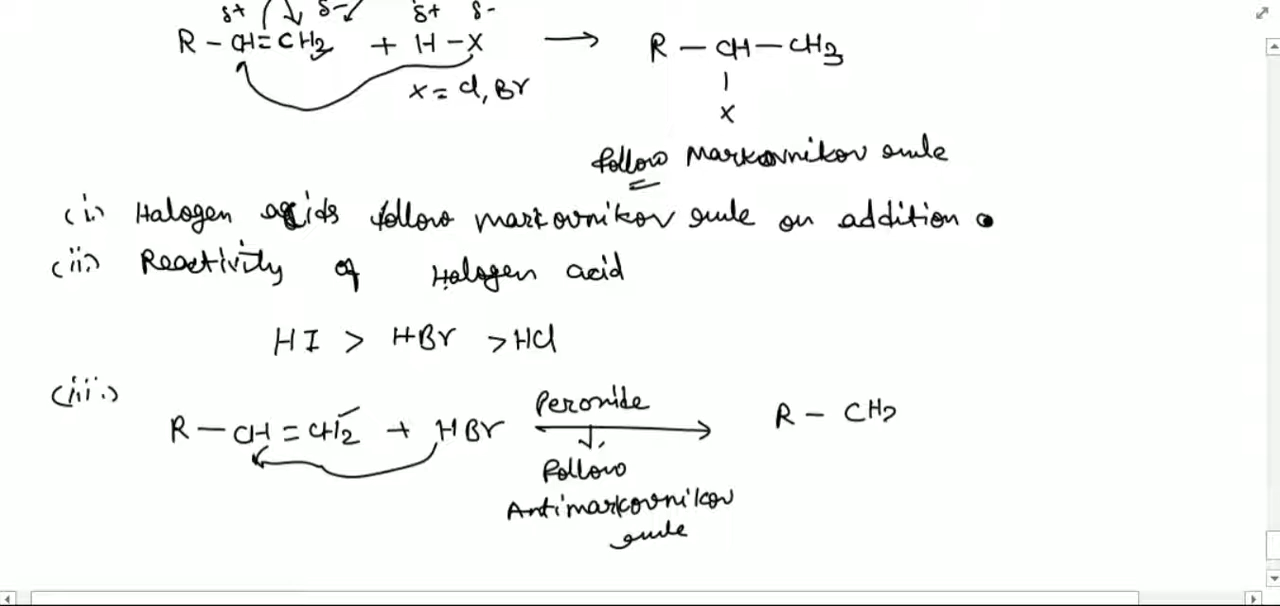 δ+ δ- δ+ δ-
R - CH = CH2 + H - X → R - CH - CH3
X = Cl, Br
X
follow Markovnikov rule
(i.) Halogen acids follow markovnikov rule on addition
(ii.) Reactivity of Halogen acid
HI > HBr > HCl
(iii.)
R - CH = CH2 + HBr Peroxide → R - CH2
follow
Antimarkovnikov
rule